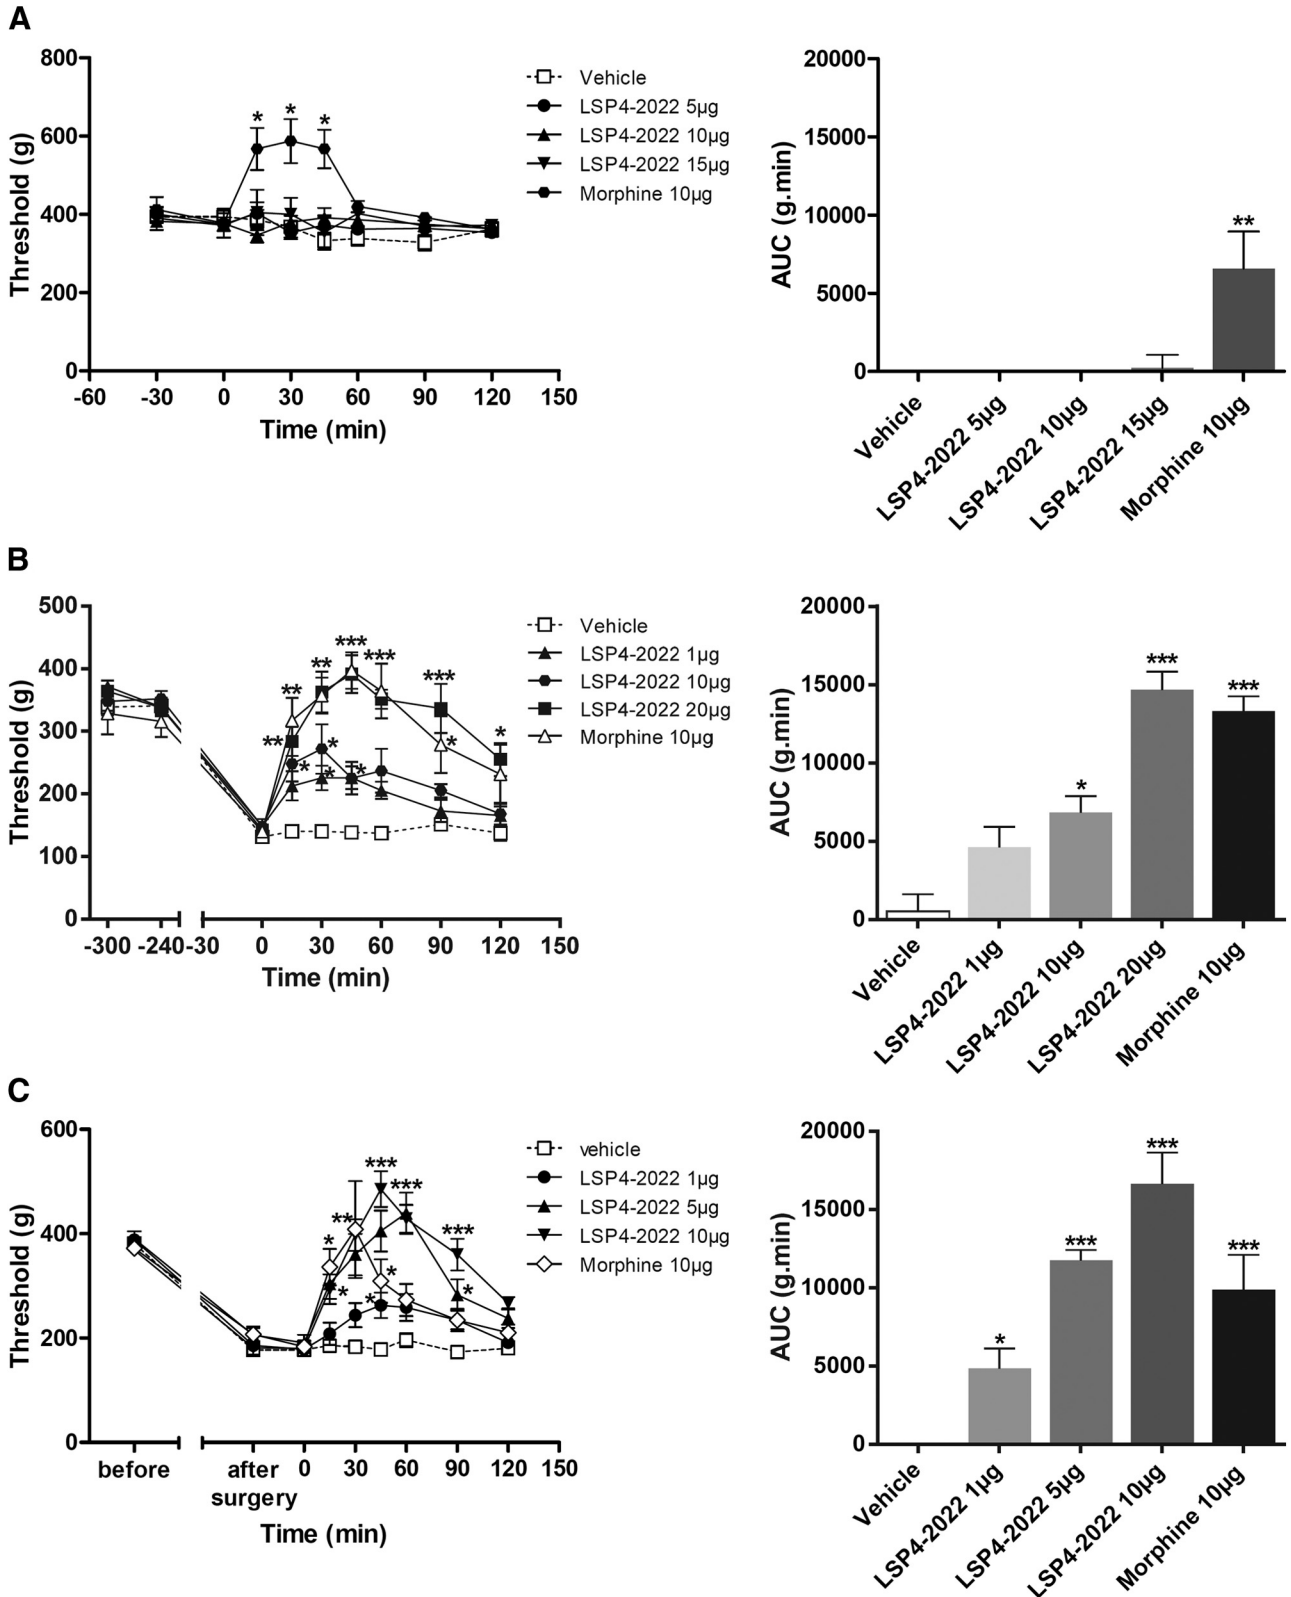 A
800
600
400
200
0
Threshold (g)
* * *
-60 -30 0 30 60 90 120 150
Time (min)
Vehicle
LSP4-2022 5µg
LSP4-2022 10µg
LSP4-2022 15µg
Morphine 10µg
20000
15000
10000
5000
0
AUC (g.min)
**
Vehicle
LSP4-2022 5µg
LSP4-2022 10µg
LSP4-2022 15µg
Morphine 10µg
B
500
400
300
200
100
0
Threshold (g)
** ** ** *** *** *** *
* * * * *
-300 -240 -30 0 30 60 90 120 150
Time (min)
Vehicle
LSP4-2022 1µg
LSP4-2022 10µg
LSP4-2022 20µg
Morphine 10µg
20000
15000
10000
5000
0
AUC (g.min)
* *** ***
Vehicle
LSP4-2022 1µg
LSP4-2022 10µg
LSP4-2022 20µg
Morphine 10µg
C
600
400
200
0
Threshold (g)
* ** *** *** ***
* * * *
before after 0 30 60 90 120 150
surgery
Time (min)
vehicle
LSP4-2022 1µg
LSP4-2022 5µg
LSP4-2022 10µg
Morphine 10µg
20000
15000
10000
5000
0
AUC (g.min)
* *** *** ***
Vehicle
LSP4-2022 1µg
LSP4-2022 5µg
LSP4-2022 10µg
Morphine 10µg